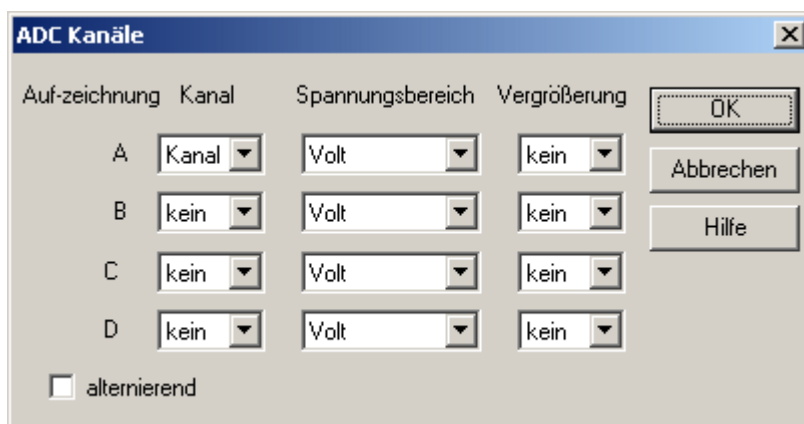 ADC Kanäle
Auf-zeichnung Kanal Spannungsbereich Vergrößerung
OK
A Kanal Volt kein
Abbrechen
B kein Volt kein
Hilfe
C kein Volt kein
D kein Volt kein
alternierend